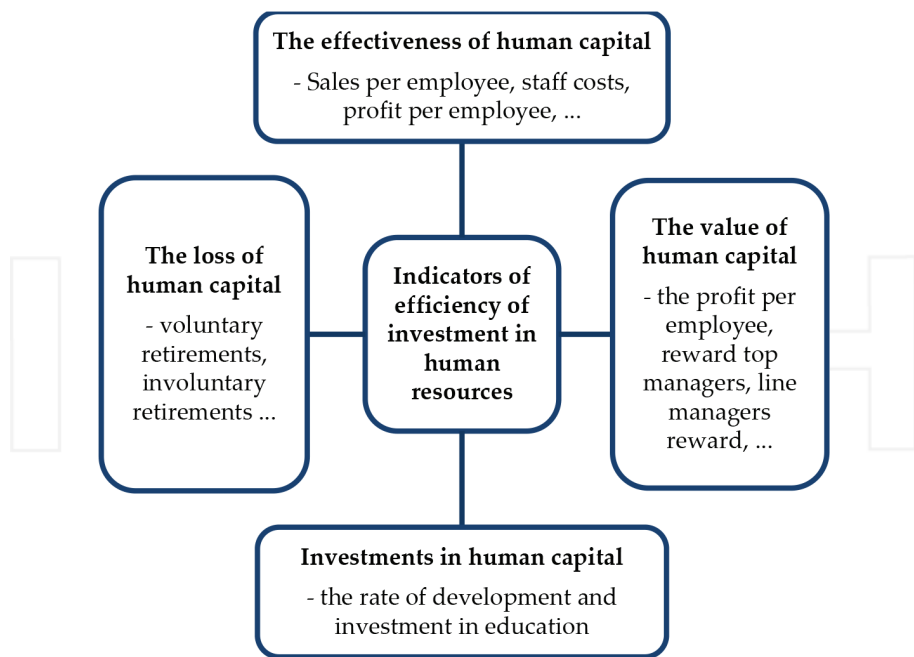 The effectiveness of human capital
- Sales per employee, staff costs,
profit per employee, ...
The loss of
human capital
- voluntary
retirements,
involuntary
retirements ...
Indicators of
efficiency of
investment in
human
resources
The value of
human capital
- the profit per
employee,
reward top
managers, line
managers
reward, ...
Investments in human capital
- the rate of development and
investment in education